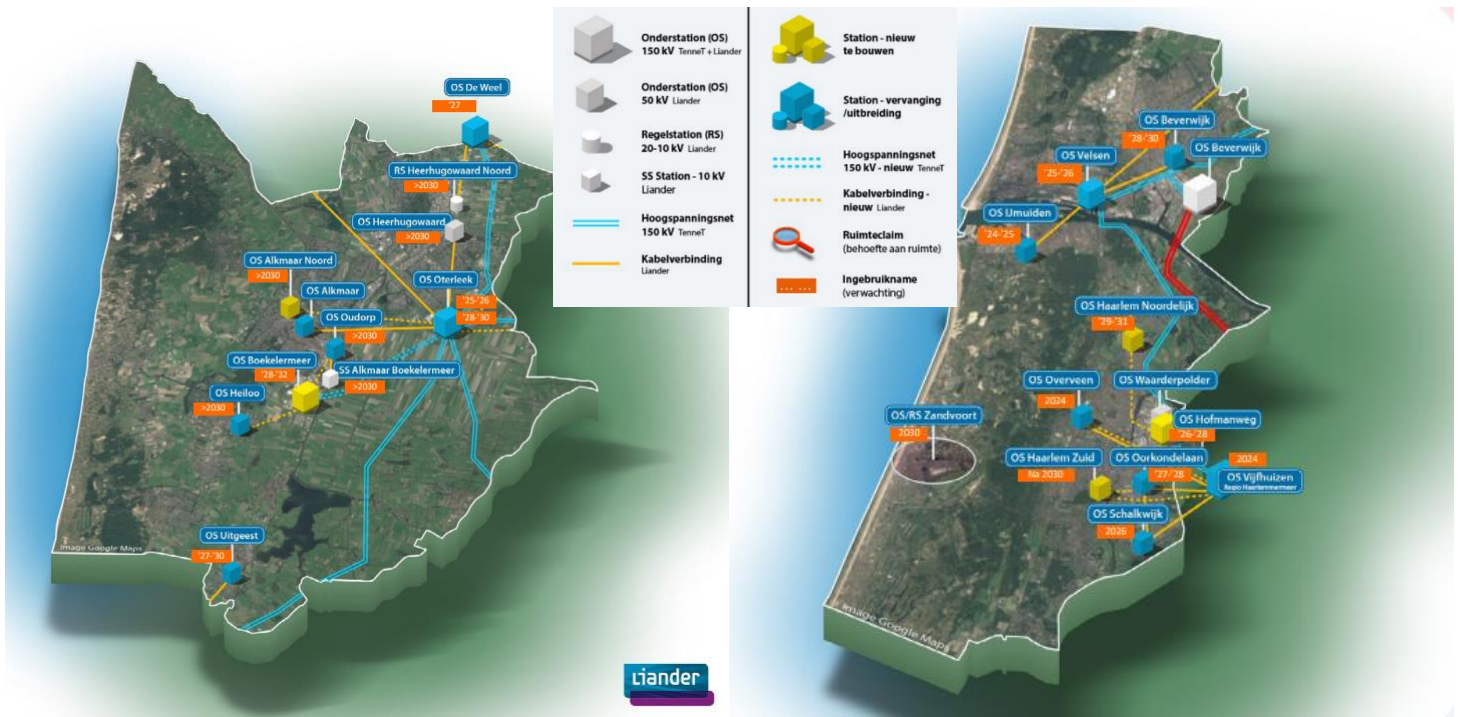 OS De Weel
'27
RS Heerhugowaard Noord
>2030
OS Heerhugowaard
>2030
OS Alkmaar Noord
>2030
OS Alkmaar
OS Oterleek
'25-'26
'28-'30
OS Oudorp
>2030
OS Boekelermeer
'28-'32
SS Alkmaar Boekelermeer
>2030
OS Heiloo
>2030
OS Uitgeest
'27-'30
Image Google Maps
Liander
Onderstation (OS)
150 kV TenneT + Liander
Onderstation (OS)
50 kV Liander
Regelstation (RS)
20-10 kV Liander
SS Station - 10 kV
Liander
Hoogspanningsnet
150 kV TenneT
Kabelverbinding
Liander
Station - nieuw
te bouwen
Station - vervanging
/uitbreiding
Hoogspanningsnet
150 kV - nieuw TenneT
Kabelverbinding -
nieuw Liander
Ruimteclaim
(behoefte aan ruimte)
... ...
Ingebruikname
(verwachting)
OS Beverwijk
'28-'30
OS Beverwijk
OS Velsen
'25-'26
OS IJmuiden
'24-'25
OS Haarlem Noordelijk
'29-'31
OS Overveen
2024
OS Waarderpolder
OS/RS Zandvoort
2030
OS Hofmanweg
'26-'28
OS Haarlem Zuid
Na 2030
OS Oorkondelaan
'27-'28
2024
OS Vijfhuizen
Regio Haarlemmermeer
OS Schalkwijk
2026
Image Google Maps